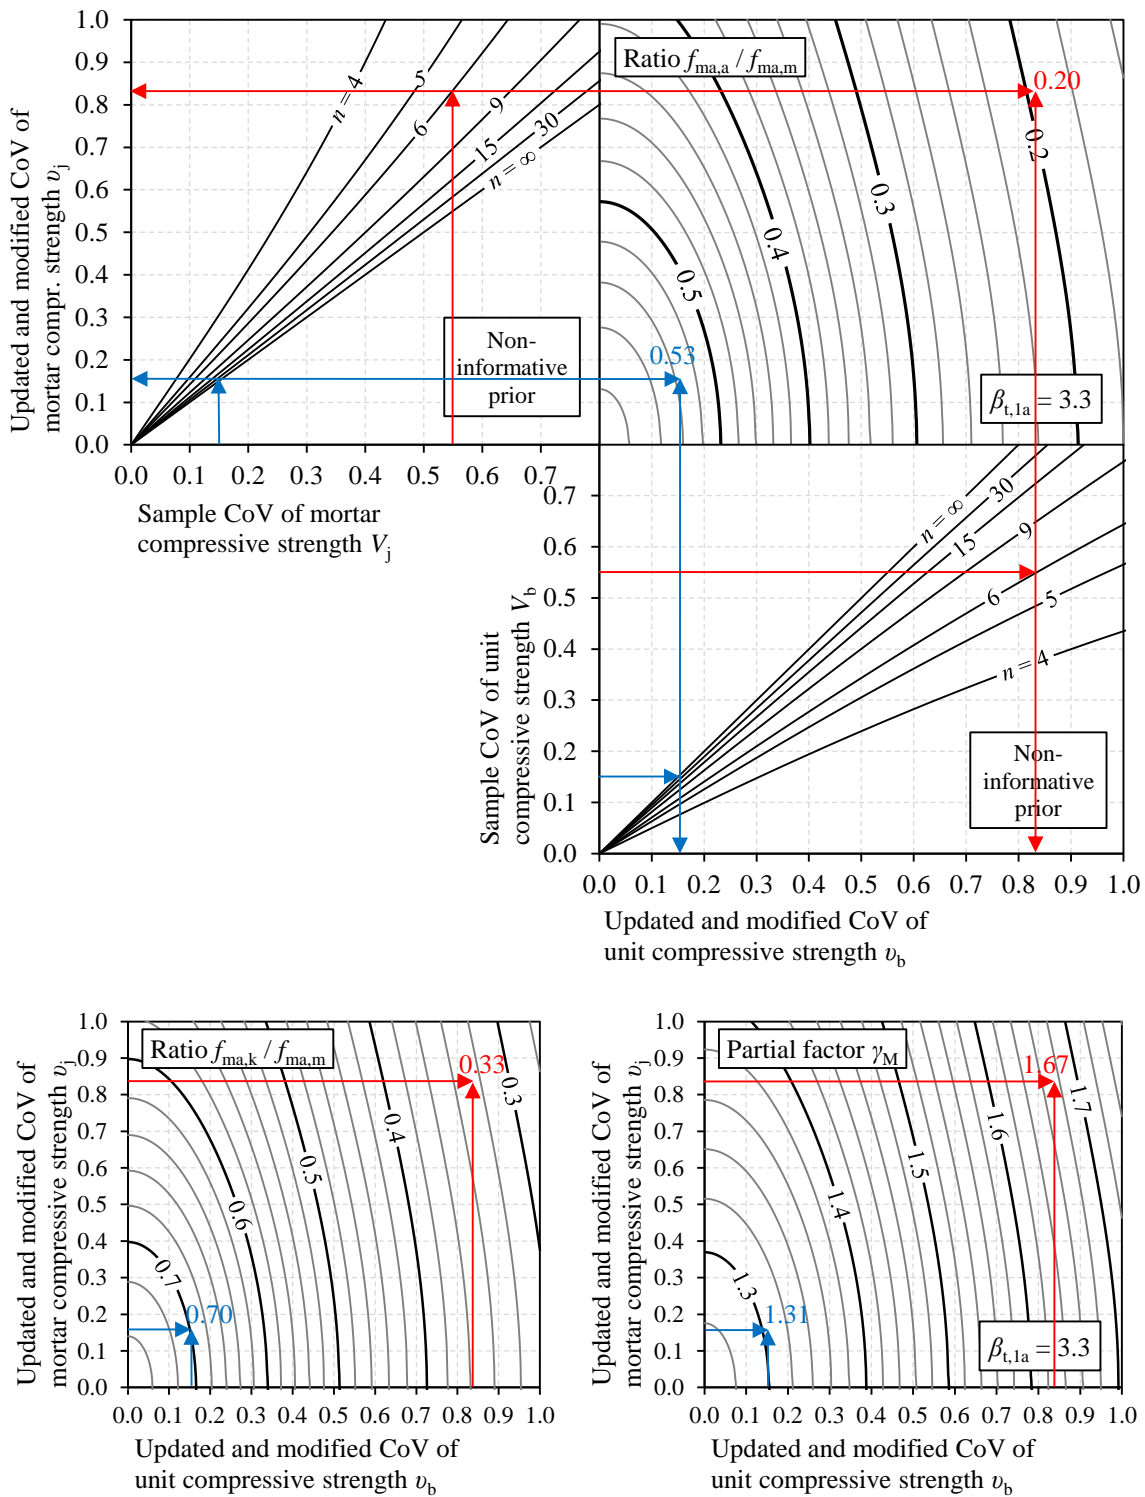 Updated and modified CoV of
mortar compr. strength υj
1.0
0.9
0.8
0.7
0.6
0.5
0.4
0.3
0.2
0.1
0.0
n = 4
5
6
9
15
30
n = ∞
Non-
informative
prior
0.0 0.1 0.2 0.3 0.4 0.5 0.6 0.7
Sample CoV of mortar
compressive strength Vj
Ratio fma,a / fma,m
0.20
0.2
0.3
0.4
0.5
0.53
βt,1a = 3.3
Sample CoV of unit
compressive strength Vb
0.7
0.6
0.5
0.4
0.3
0.2
0.1
0.0
n = ∞
30
15
9
6
5
n = 4
Non-
informative
prior
0.0 0.1 0.2 0.3 0.4 0.5 0.6 0.7 0.8 0.9 1.0
Updated and modified CoV of
unit compressive strength υb
Updated and modified CoV of
mortar compressive strength υj
1.0
0.9
0.8
0.7
0.6
0.5
0.4
0.3
0.2
0.1
0.0
Ratio fma,k / fma,m
0.33
0.3
0.4
0.5
0.6
0.7
0.70
0.0 0.1 0.2 0.3 0.4 0.5 0.6 0.7 0.8 0.9 1.0
Updated and modified CoV of
unit compressive strength υb
Updated and modified CoV of
mortar compressive strength υj
1.0
0.9
0.8
0.7
0.6
0.5
0.4
0.3
0.2
0.1
0.0
Partial factor γM
1.67
1.7
1.6
1.5
1.4
1.3
1.31
βt,1a = 3.3
0.0 0.1 0.2 0.3 0.4 0.5 0.6 0.7 0.8 0.9 1.0
Updated and modified CoV of
unit compressive strength υb